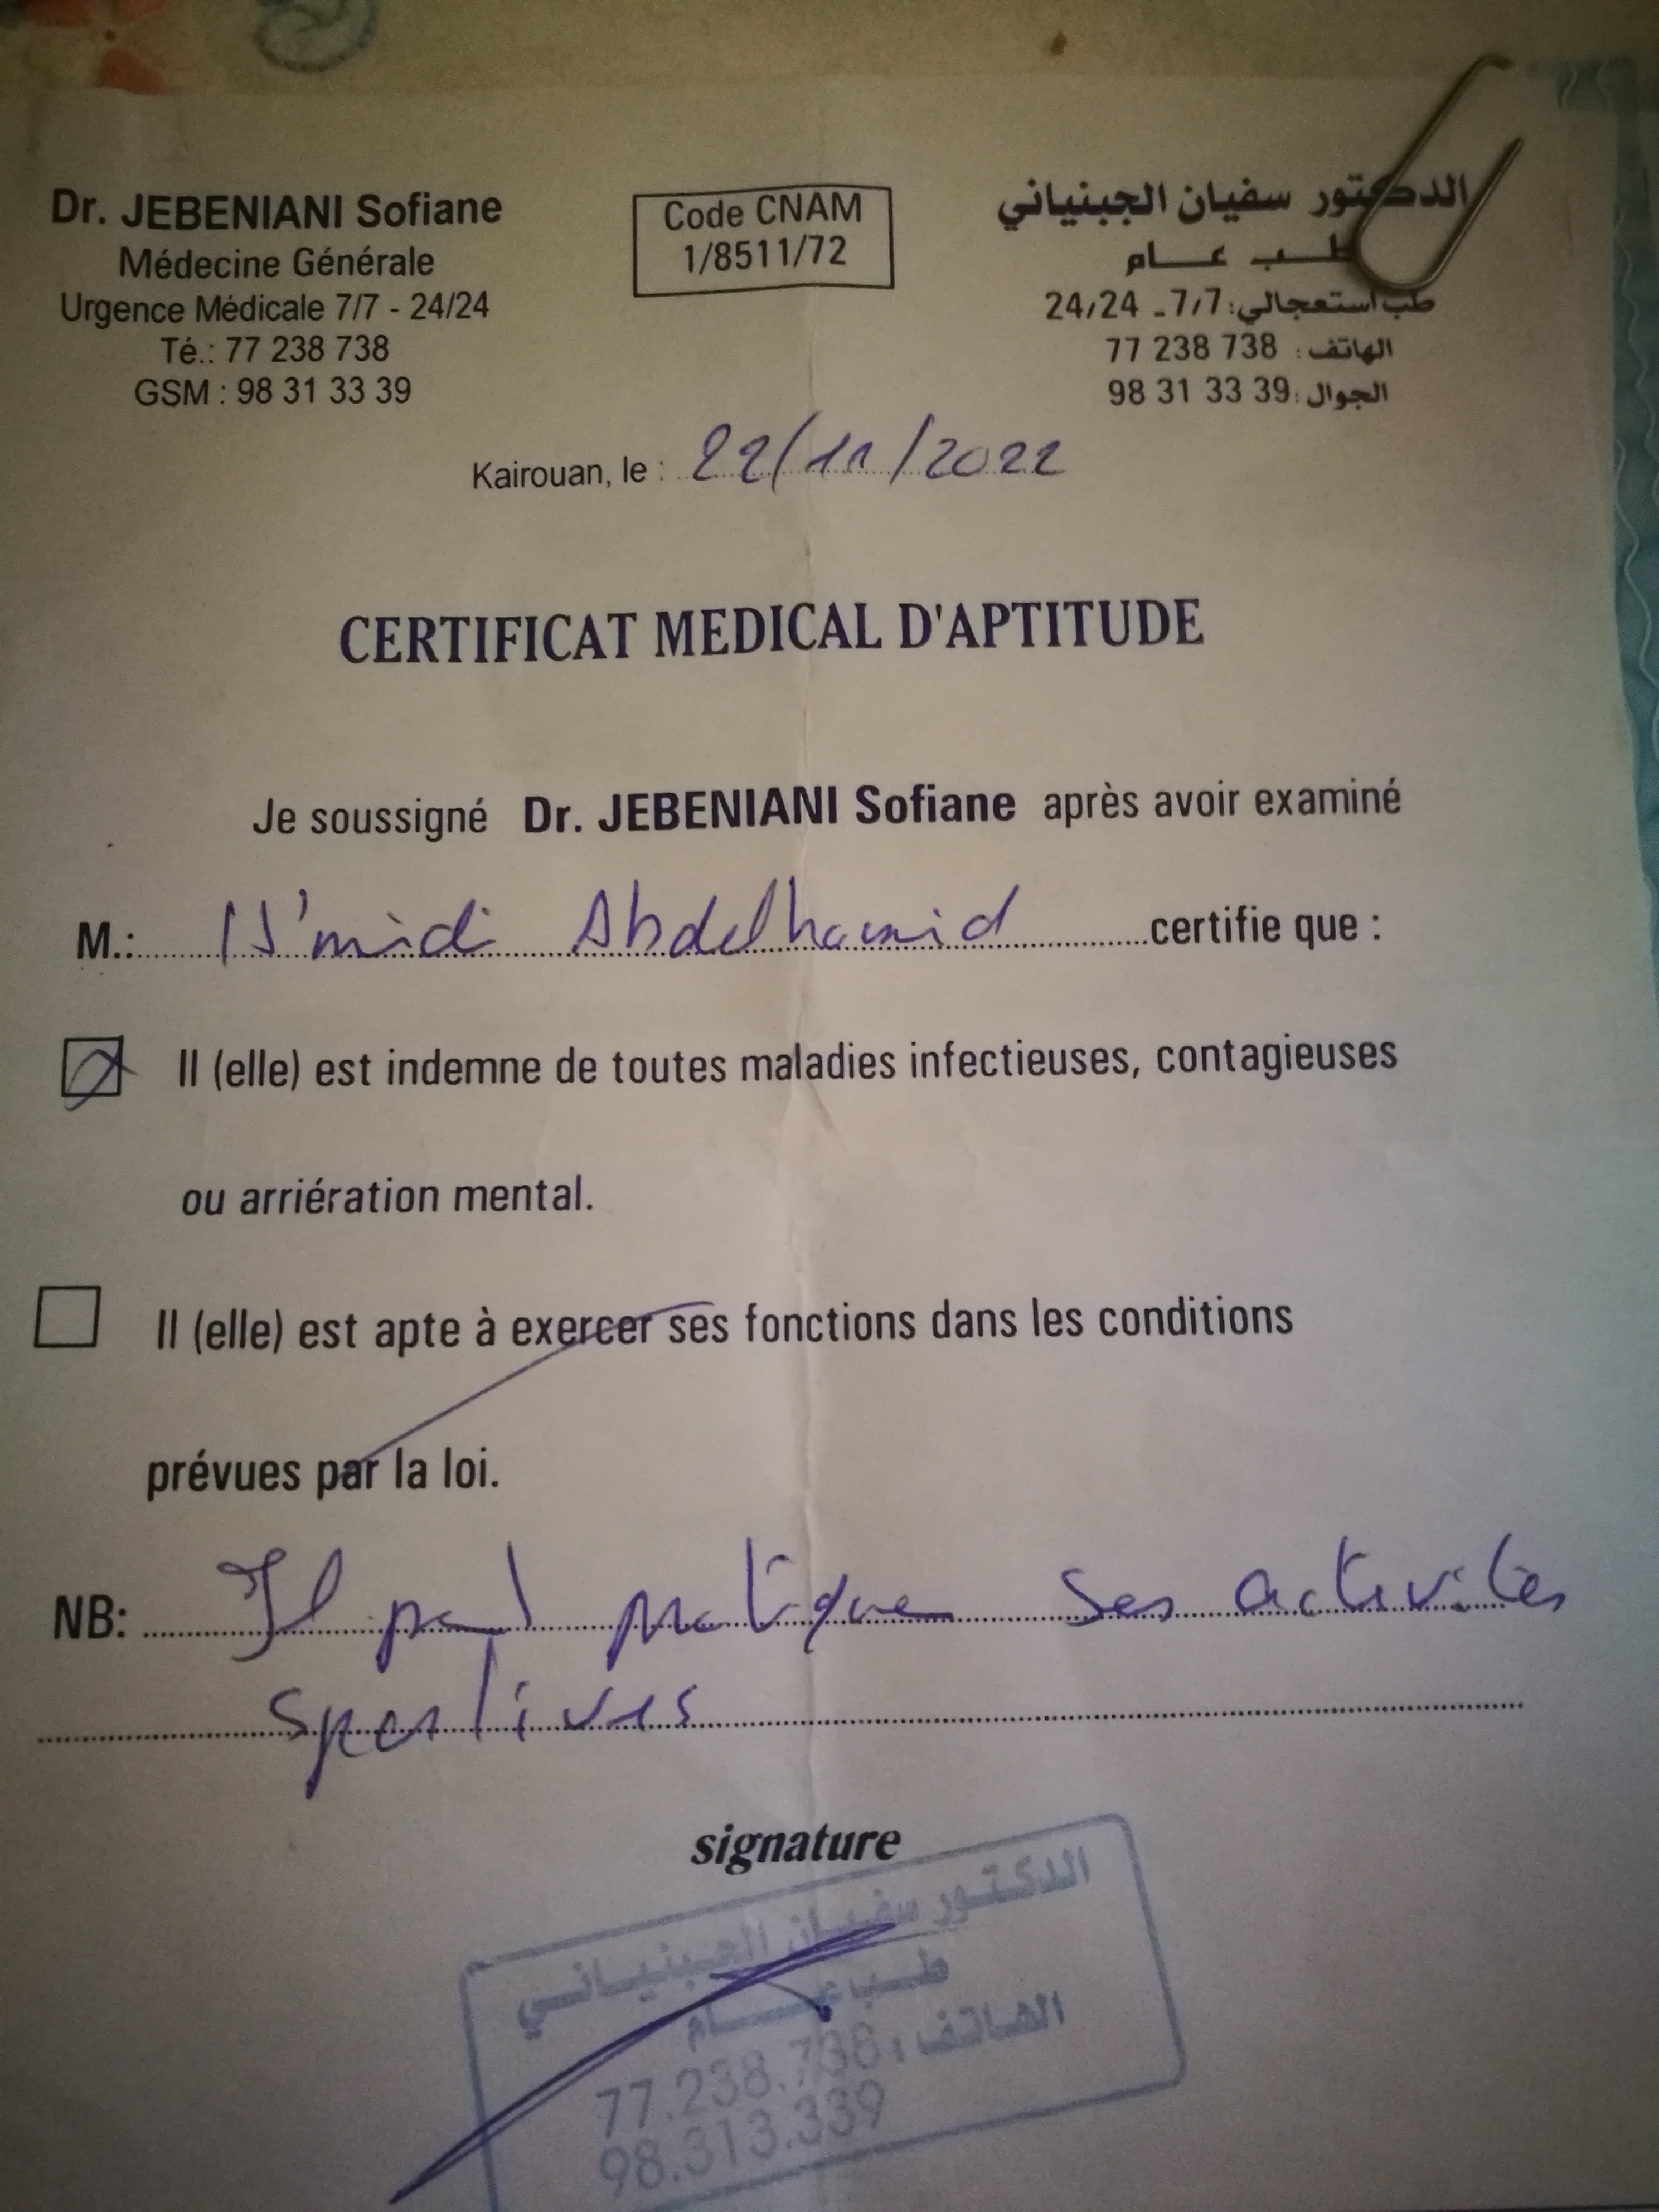 Dr. JEBENIANI Sofiane
Médecine Générale
Urgence Médicale 7/7 - 24/24
Té.: 77 238 738
GSM : 98 31 33 39
Code CNAM
1/8511/72
الدكتور سفيان الجبنياني
طب عام
طب استعجالي: 7/7 - 24/24
الهاتف : 77 238 738
الجوال : 98 31 33 39
Kairouan, le : 22/11/2022
CERTIFICAT MEDICAL D'APTITUDE
Je soussigné Dr. JEBENIANI Sofiane après avoir examiné
M.: Abdelhamid certifie que :
Il (elle) est indemne de toutes maladies infectieuses, contagieuses
ou arriération mental.
Il (elle) est apte à exercer ses fonctions dans les conditions
prévues par la loi.
NB: Il peut pratiquer ses activités
sportives
signature
الدكتور سفيان الجبنياني
طب عام
الهاتف : 77.238.738
98.313.339